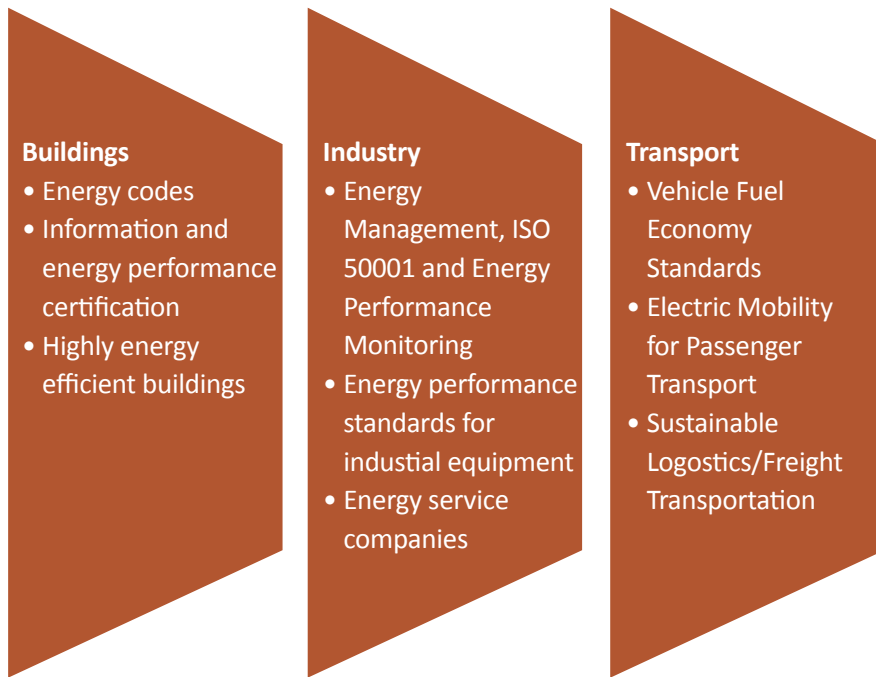 Buildings
• Energy codes
• Information and
energy performance
certification
• Highly energy
efficient buildings
Industry
• Energy
Management, ISO
50001 and Energy
Performance
Monitoring
• Energy performance
standards for
industial equipment
• Energy service
companies
Transport
• Vehicle Fuel
Economy
Standards
• Electric Mobility
for Passenger
Transport
• Sustainable
Logostics/Freight
Transportation